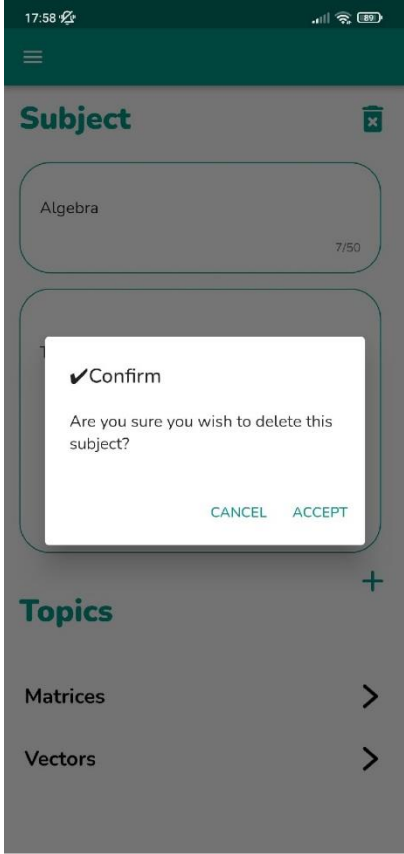 17:58
89
Subject
Algebra
7/50
✔Confirm
Are you sure you wish to delete this
subject?
CANCEL ACCEPT
Topics
Matrices
Vectors